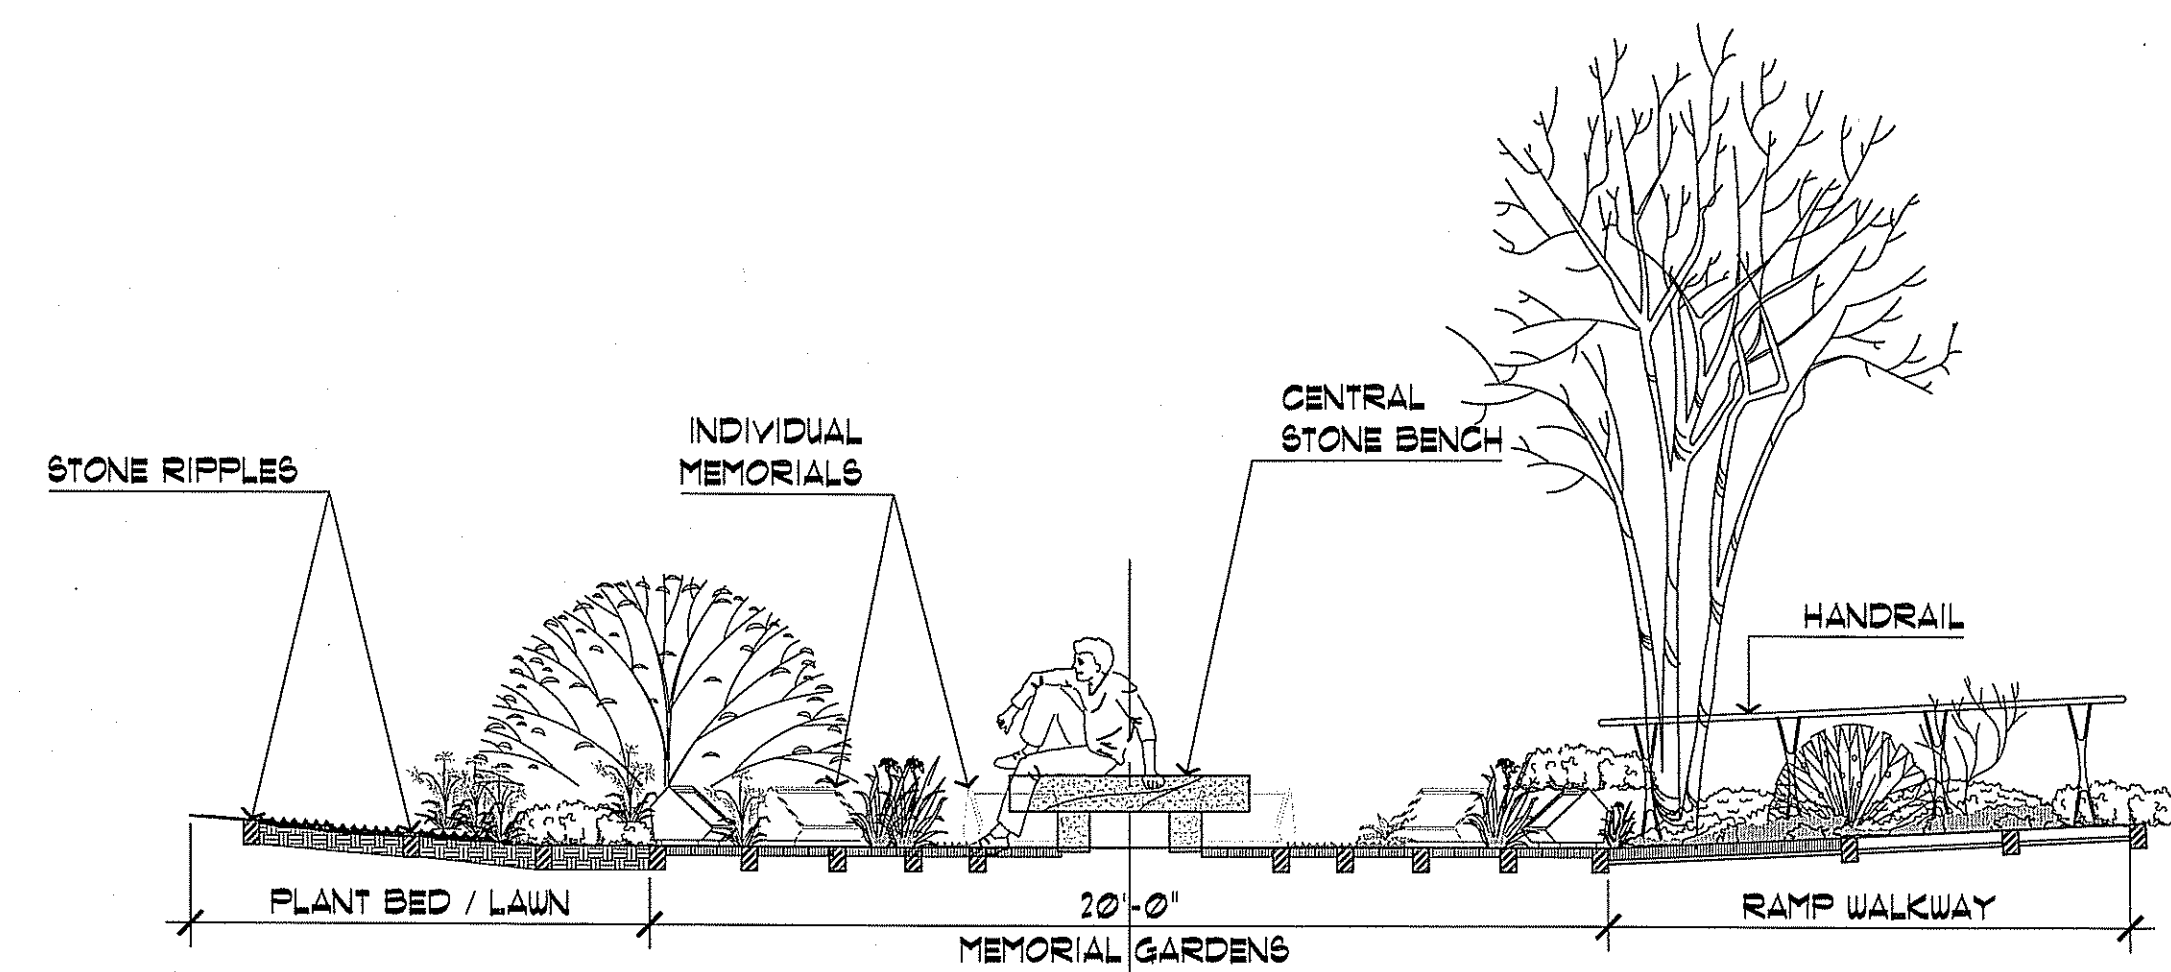 CENTRAL
STONE BENCH
INDIVIDUAL
MEMORIALS
STONE RIPPLES
HANDRAIL
PLANT BED / LAWN
20'-0"
RAMP WALKWAY
MEMORIAL GARDENS